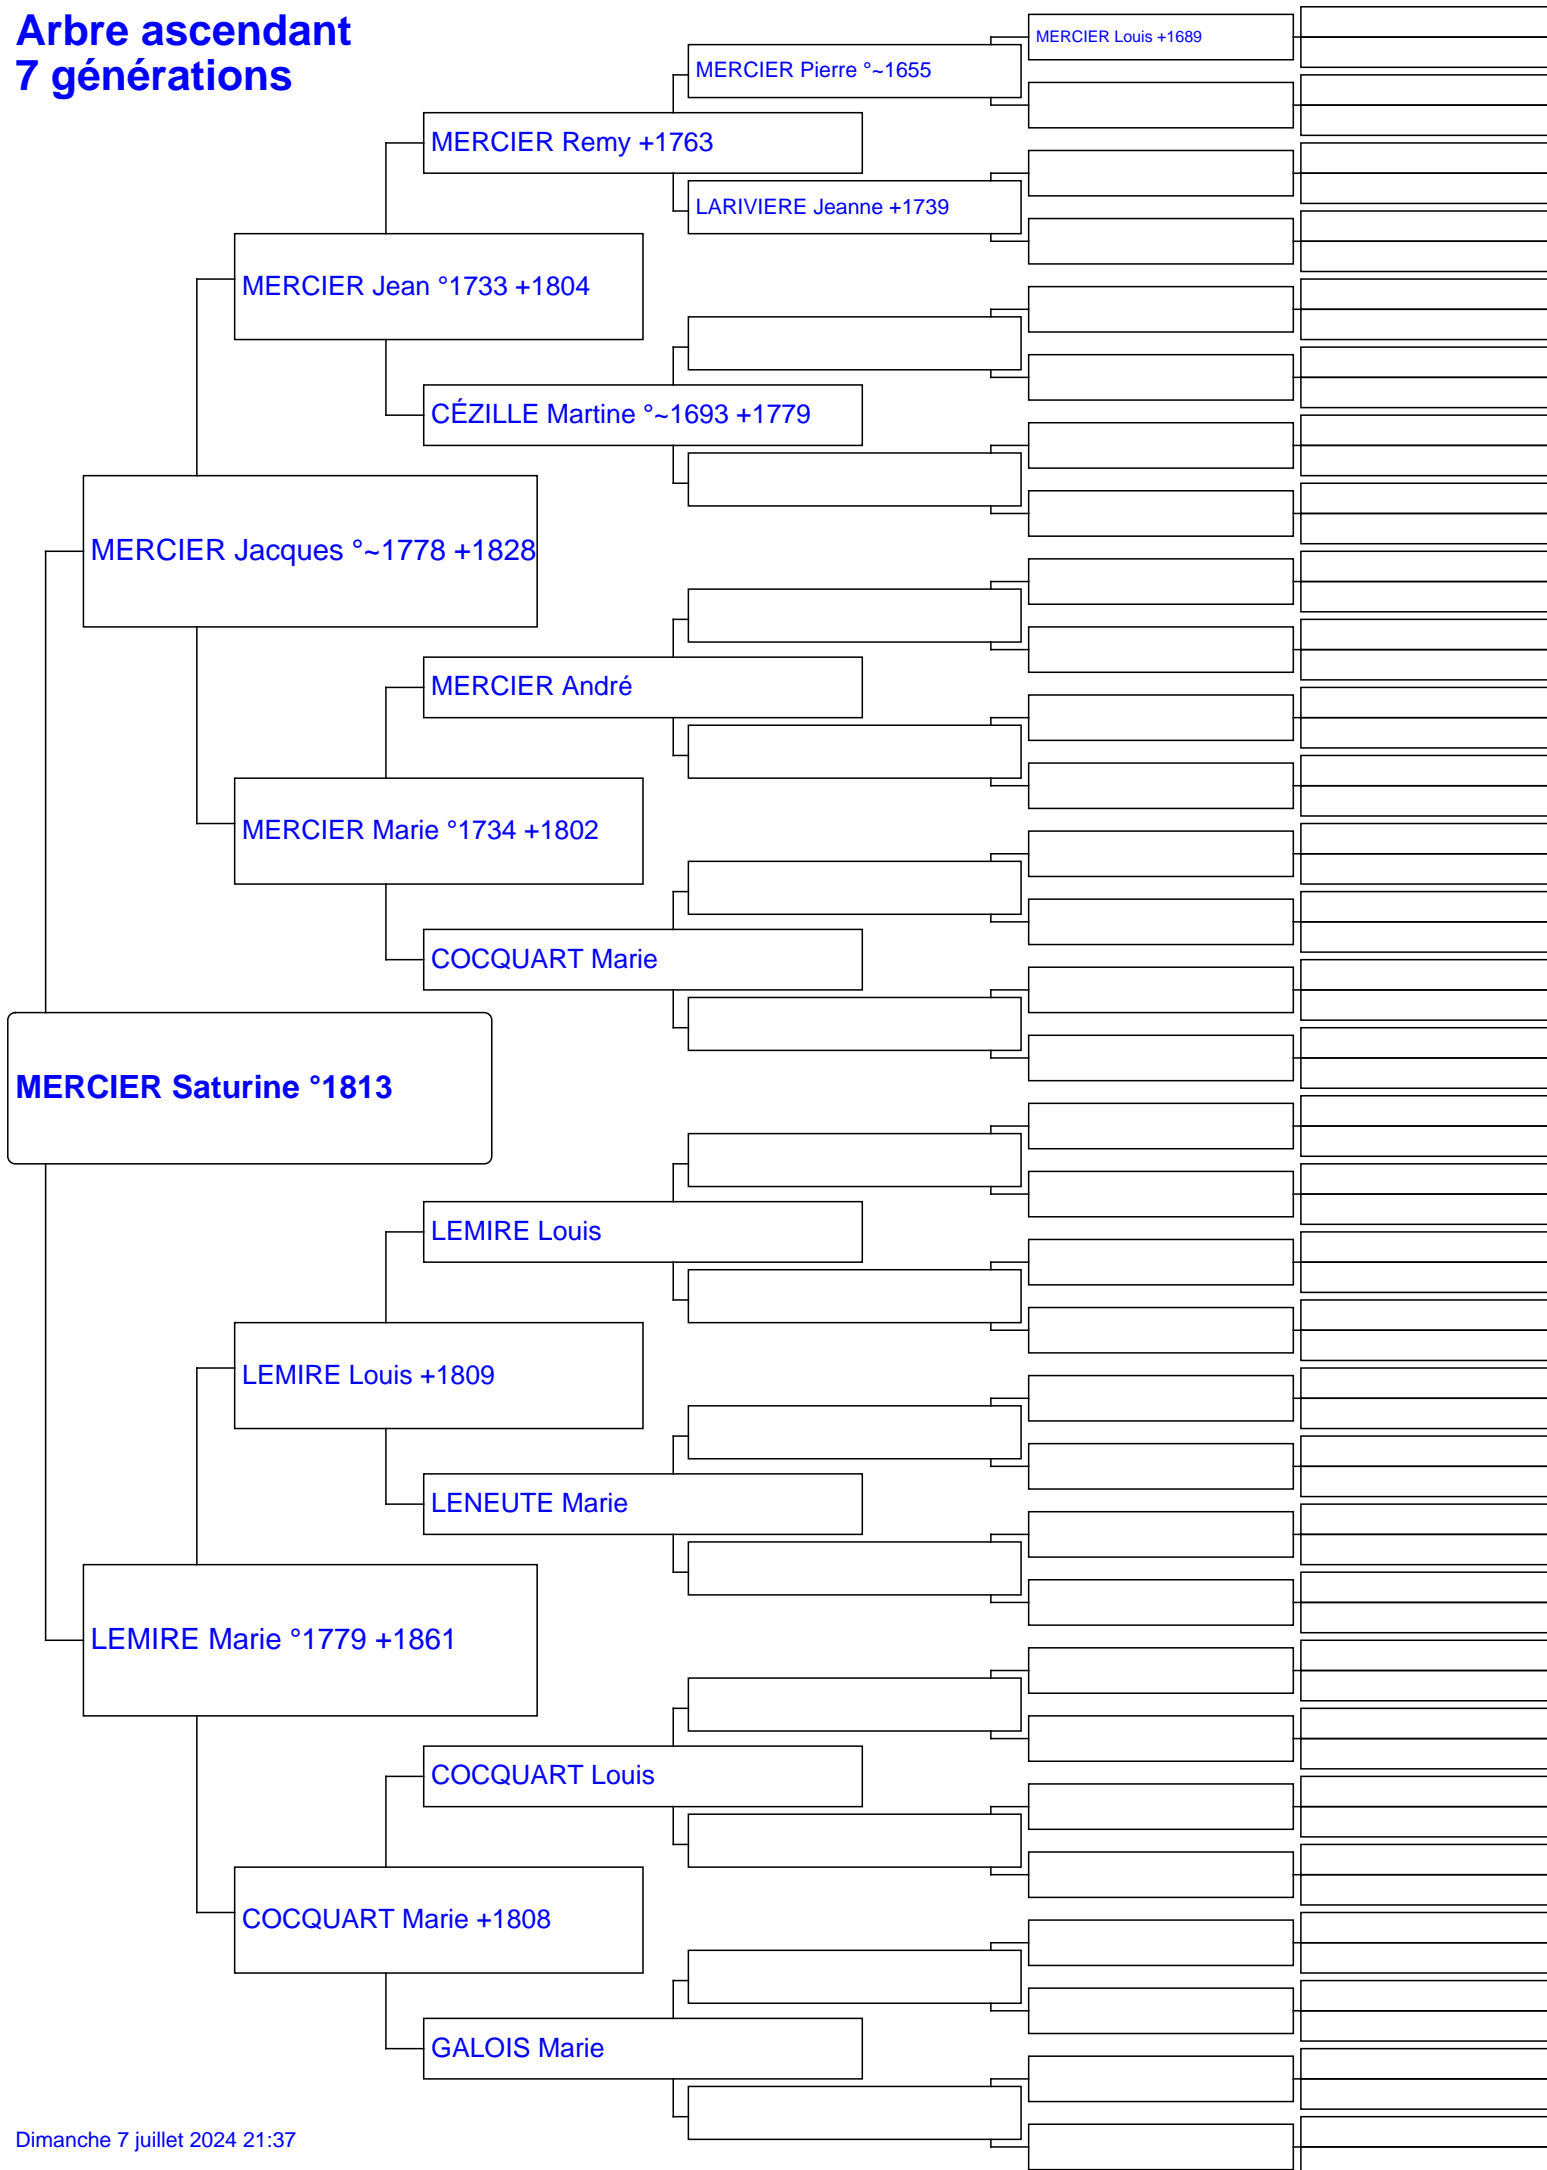 Arbre ascendant
7 générations
MERCIER Louis +1689
MERCIER Pierre °~1655
MERCIER Remy +1763
LARIVIERE Jeanne +1739
MERCIER Jean °1733 +1804
CÉZILLE Martine °~1693 +1779
MERCIER Jacques °~1778 +1828
MERCIER André
MERCIER Marie °1734 +1802
COCQUART Marie
MERCIER Saturine °1813
LEMIRE Louis
LEMIRE Louis +1809
LENEUTE Marie
LEMIRE Marie °1779 +1861
COCQUART Louis
COCQUART Marie +1808
GALOIS Marie
Dimanche 7 juillet 2024 21:37